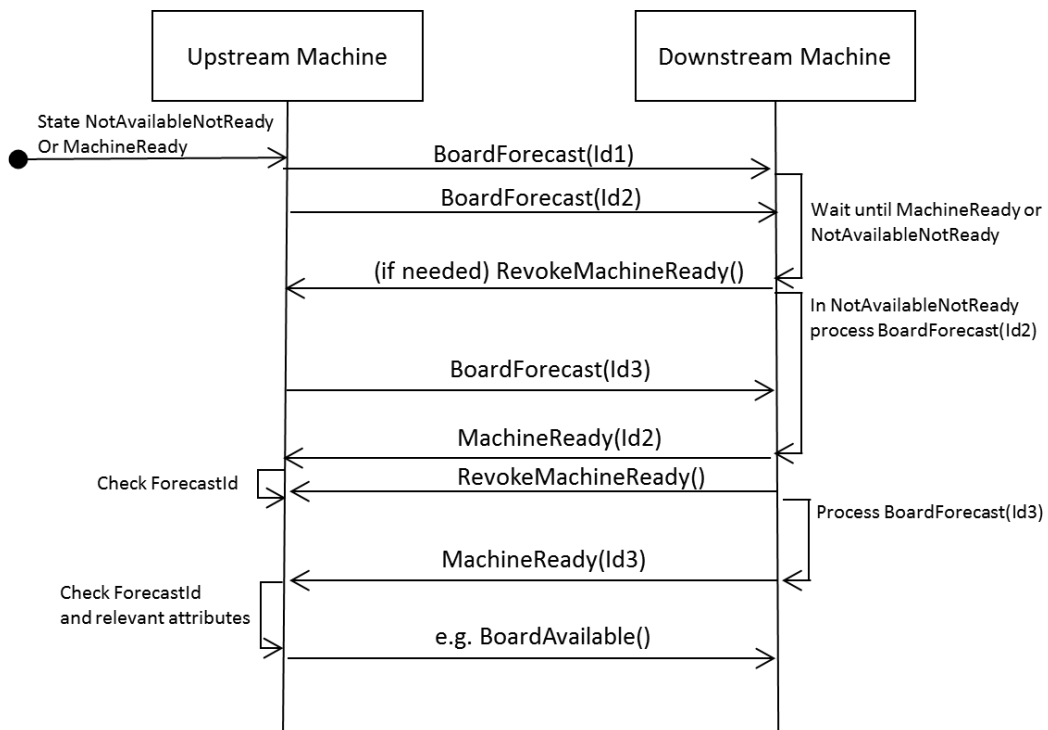 Upstream Machine
Downstream Machine
State NotAvailableNotReady
Or MachineReady
BoardForecast(Id1)
BoardForecast(Id2)
Wait until MachineReady or
NotAvailableNotReady
(if needed) RevokeMachineReady()
In NotAvailableNotReady
process BoardForecast(Id2)
BoardForecast(Id3)
MachineReady(Id2)
Check ForecastId
RevokeMachineReady()
Process BoardForecast(Id3)
MachineReady(Id3)
Check ForecastId
and relevant attributes
e.g. BoardAvailable()